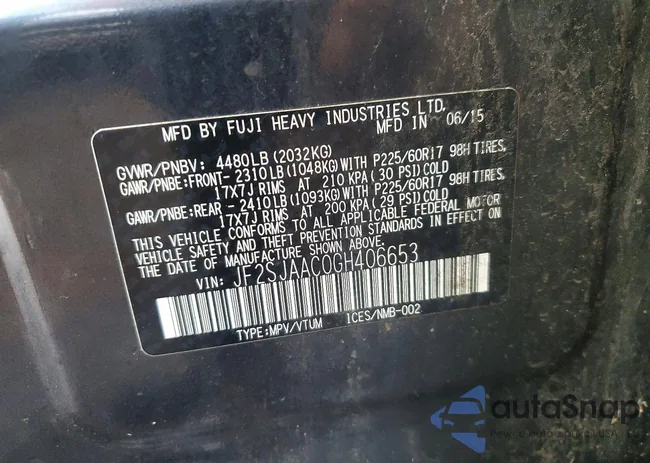 MFD BY FUJI HEAVY INDUSTRIES LTD.
MFD IN 06/15
GVWR/PNBV: 4480LB (2032KG)
GAWR/PNBE:FRONT- 2310LB(1048KG)WITH P225/60R17 98H TIRES,
17X7J RIMS AT 210 KPA( 30 PSI)COLD
GAWR/PNBE:REAR - 2410LB(1093KG)WITH P225/60R17 98H TIRES,
17X7J RIMS AT 200 KPA(29 PSI)COLD
THIS VEHICLE CONFORMS TO ALL APPLICABLE FEDERAL MOTOR
VEHICLE SAFETY AND THEFT PREVENTION STANDARDS IN EFFECT ON
THE DATE OF MANUFACTURE SHOWN ABOVE.
VIN: JF2SJAAC0GH406653
TYPE:MPV/VTUM ICES/NMB-002
autaSnap